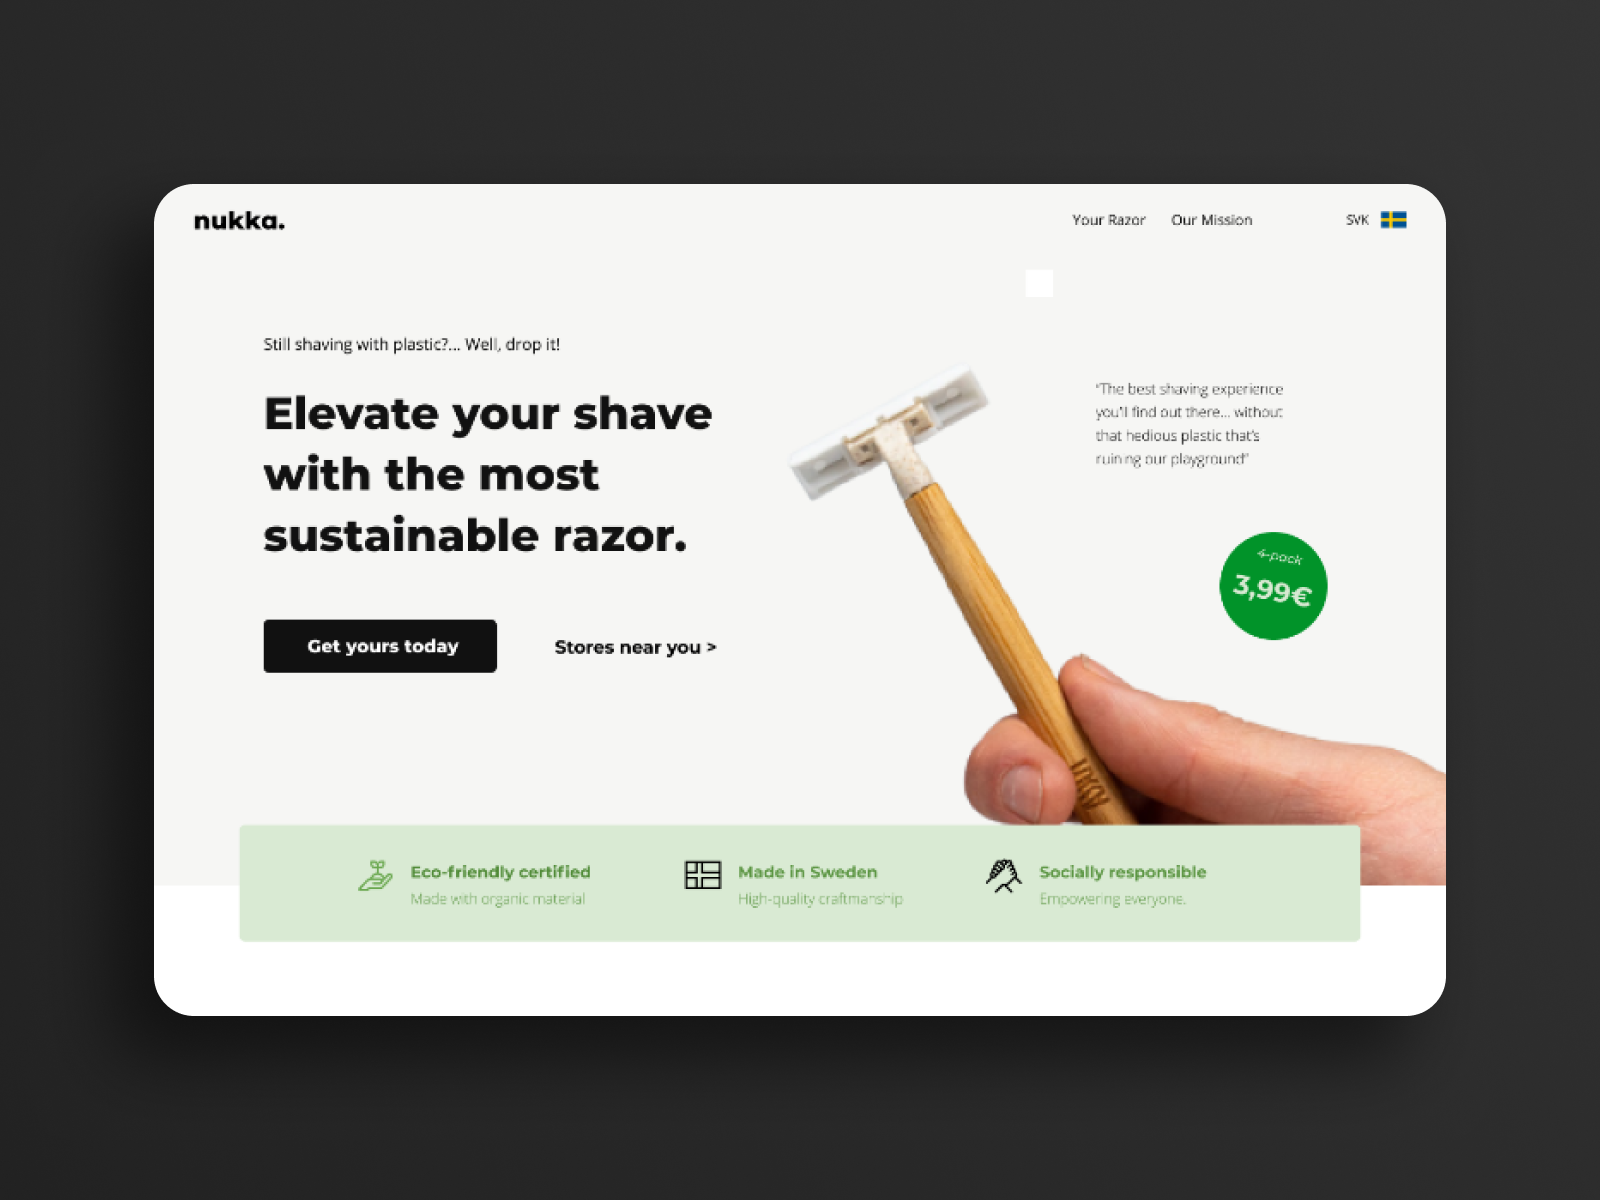 nukka.
Your Razor
Our Mission
SVK
Still shaving with plastic?... Well, drop it!
Elevate your shave
with the most
sustainable razor.
Get yours today
Stores near you >
"The best shaving experience
you'll find out there... without
that hedious plastic that's
ruining our playground"
4-pack
3,99€
Eco-friendly certified
Made with organic material
Made in Sweden
High-quality craftmanship
Socially responsible
Empowering everyone.